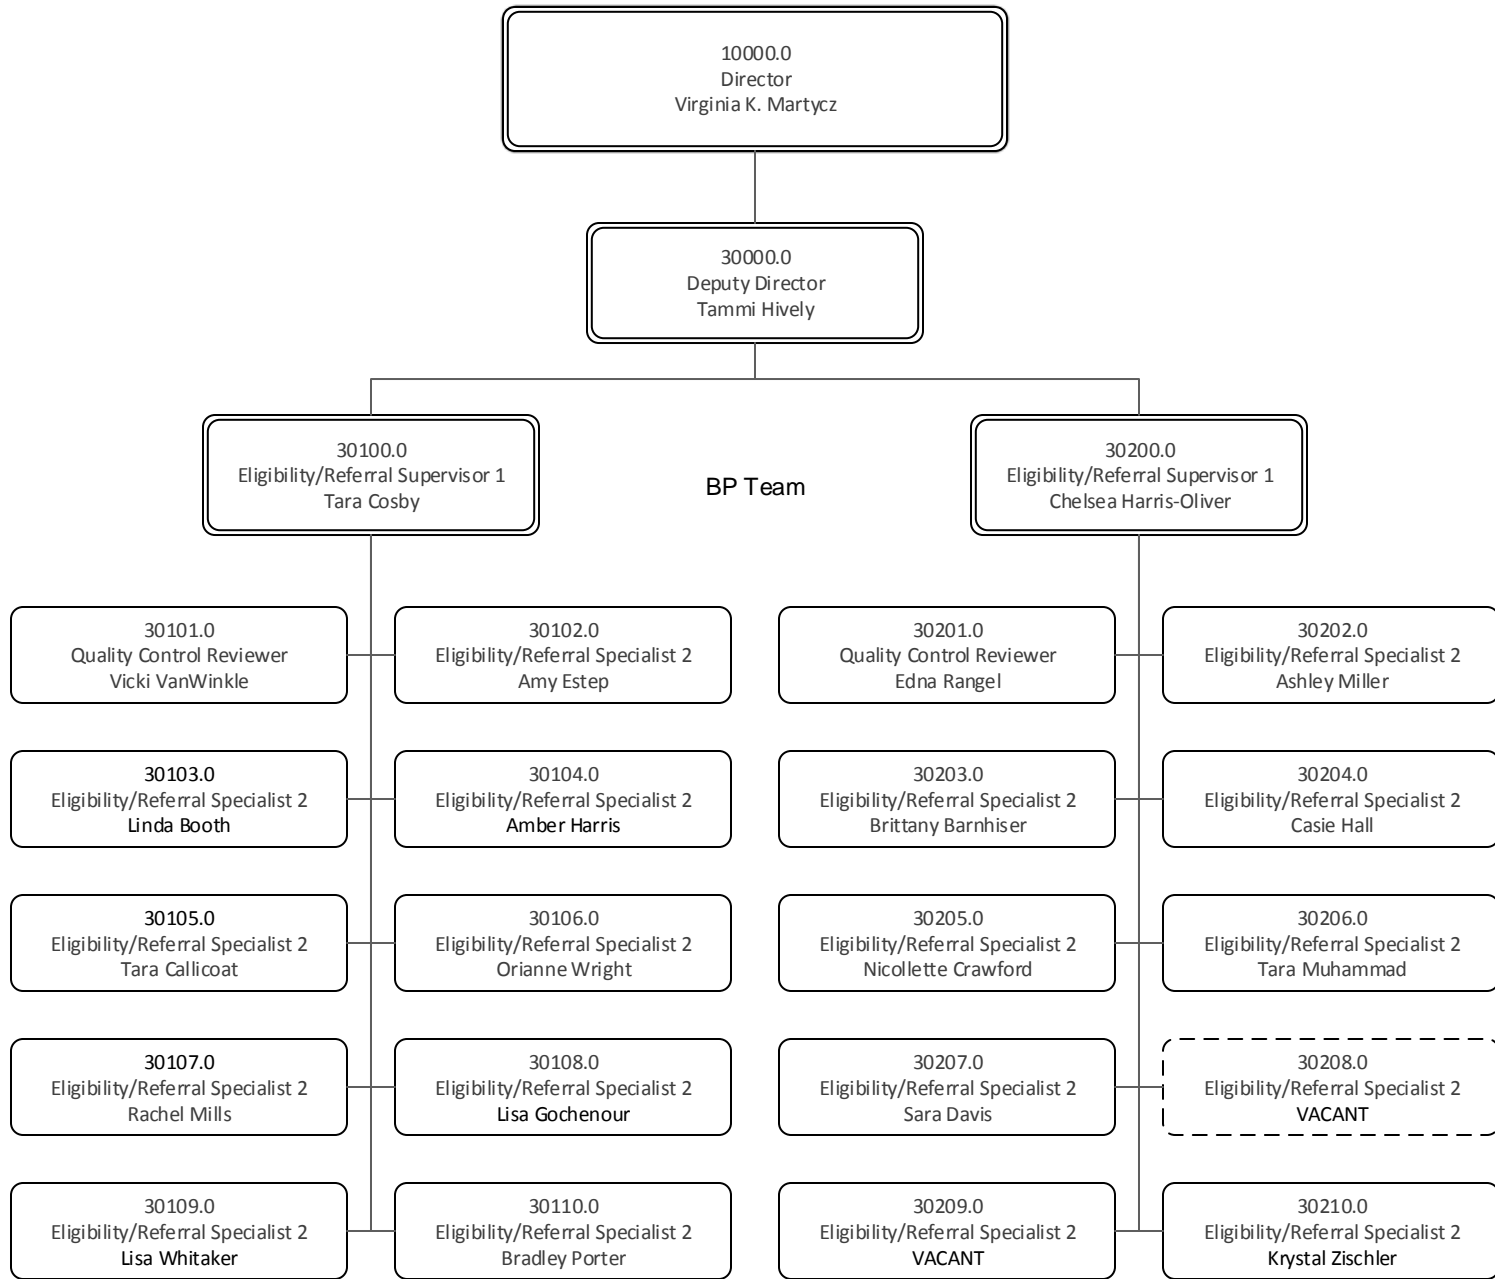 10000.0
Director
Virginia K. Martycz
30000.0
Deputy Director
Tammi Hively
30100.0
Eligibility/Referral Supervisor 1
Tara Cosby
BP Team
30200.0
Eligibility/Referral Supervisor 1
Chelsea Harris-Oliver
30101.0
Quality Control Reviewer
Vicki VanWinkle
30102.0
Eligibility/Referral Specialist 2
Amy Estep
30201.0
Quality Control Reviewer
Edna Rangel
30202.0
Eligibility/Referral Specialist 2
Ashley Miller
30103.0
Eligibility/Referral Specialist 2
Linda Booth
30104.0
Eligibility/Referral Specialist 2
Amber Harris
30203.0
Eligibility/Referral Specialist 2
Brittany Barnhiser
30204.0
Eligibility/Referral Specialist 2
Casie Hall
30105.0
Eligibility/Referral Specialist 2
Tara Callicoat
30106.0
Eligibility/Referral Specialist 2
Orianne Wright
30205.0
Eligibility/Referral Specialist 2
Nicollette Crawford
30206.0
Eligibility/Referral Specialist 2
Tara Muhammad
30107.0
Eligibility/Referral Specialist 2
Rachel Mills
30108.0
Eligibility/Referral Specialist 2
Lisa Gochenour
30207.0
Eligibility/Referral Specialist 2
Sara Davis
30208.0
Eligibility/Referral Specialist 2
VACANT
30109.0
Eligibility/Referral Specialist 2
Lisa Whitaker
30110.0
Eligibility/Referral Specialist 2
Bradley Porter
30209.0
Eligibility/Referral Specialist 2
VACANT
30210.0
Eligibility/Referral Specialist 2
Krystal Zischler